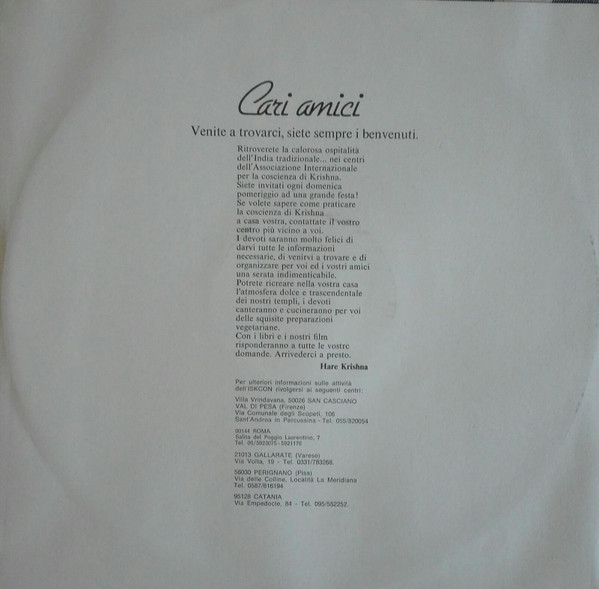 Cari amici
Venite a trovarci, siete sempre i benvenuti.
Ritroverete la calorosa ospitalità
dell'India tradizionale... nei centri
dell'Associazione Internazionale
per la coscienza di Krishna.
Siete invitati ogni domenica
pomeriggio ad una grande festa!
Se volete sapere come praticare
la coscienza di Krishna
a casa vostra, contattate il vostro
centro più vicino a voi.
I devoti saranno molto felici di
darvi tutte le informazioni
necessarie, di venirvi a trovare e di
organizzare per voi ed i vostri amici
una serata indimenticabile.
Potrete ricreare nella vostra casa
l'atmosfera dolce e trascendentale
dei nostri templi, i devoti
canteranno e cucineranno per voi
delle squisite preparazioni
vegetariane.
Con i libri e i nostri film
risponderanno a tutte le vostre
domande. Arrivederci a presto.
Hare Krishna
Per ulteriori informazioni sulle attività
dell'ISKCON rivolgersi ai seguenti centri:
Villa Vrindavana, 50026 SAN CASCIANO
VAL DI PESA (Firenze)
Via Comunale degli Scopeti, 106
Sant'Andrea in Percussina - Tel. 055/820054
00144 ROMA
Salita del Poggio Laurentino, 7
Tel.
21013 GALLARATE (Varese)
Via Volta, 19 - Tel. 0331/783268
56030 PERIGNANO (Pisa)
Via delle Colline, Località La Meridiana
Tel. 0587/616194
95128 CATANIA
Via Empedocle, 84 - Tel. 095/552252